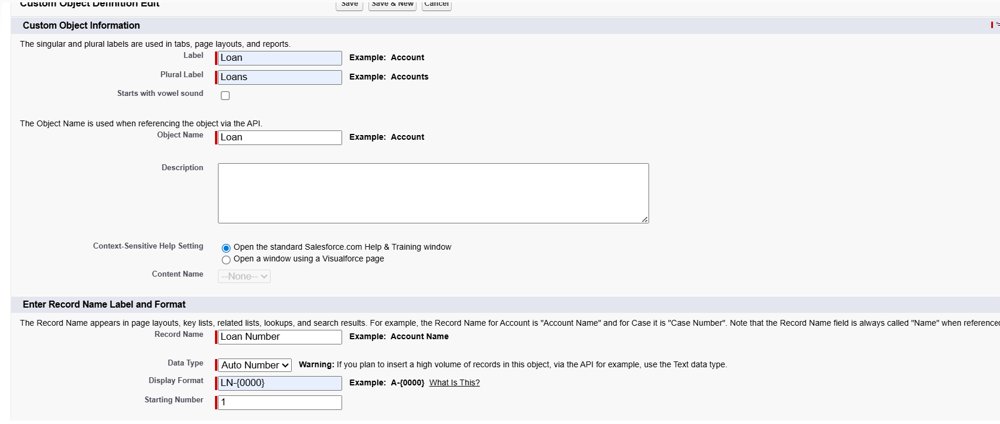 Custom Object Definition Edit
Save
Save & New
Cancel
Custom Object Information
The singular and plural labels are used in tabs, page layouts, and reports.
Label
Loan
Example: Account
Plural Label
Loans
Example: Accounts
Starts with vowel sound
The Object Name is used when referencing the object via the API.
Object Name
Loan
Example: Account
Description
Context-Sensitive Help Setting
Open the standard Salesforce.com Help & Training window
Open a window using a Visualforce page
Content Name
--None--
Enter Record Name Label and Format
The Record Name appears in page layouts, key lists, related lists, lookups, and search results. For example, the Record Name for Account is "Account Name" and for Case it is "Case Number". Note that the Record Name field is always called "Name" when referenced
Record Name
Loan Number
Example: Account Name
Data Type
Auto Number
Warning: If you plan to insert a high volume of records in this object, via the API for example, use the Text data type.
Display Format
LN-{0000}
Example: A-{0000} What Is This?
Starting Number
1